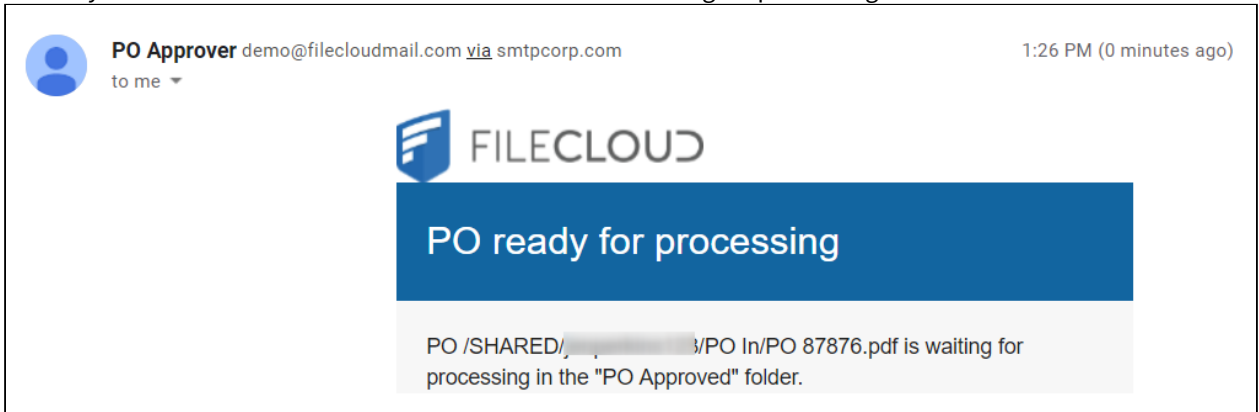 PO Approver demo@filecloudmail.com via smtpcorp.com 1:26 PM (0 minutes ago)
to me
FILECLOUD
PO ready for processing
PO /SHARED/ /PO In/PO 87876.pdf is waiting for
processing in the "PO Approved" folder.